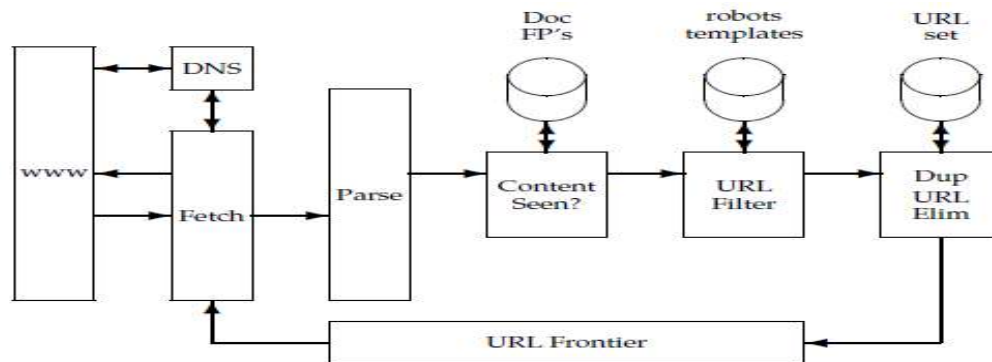 Doc
FP's
robots
templates
URL
set
DNS
www
Fetch
Parse
Content
Seen?
URL
Filter
Dup
URL
Elim
URL Frontier